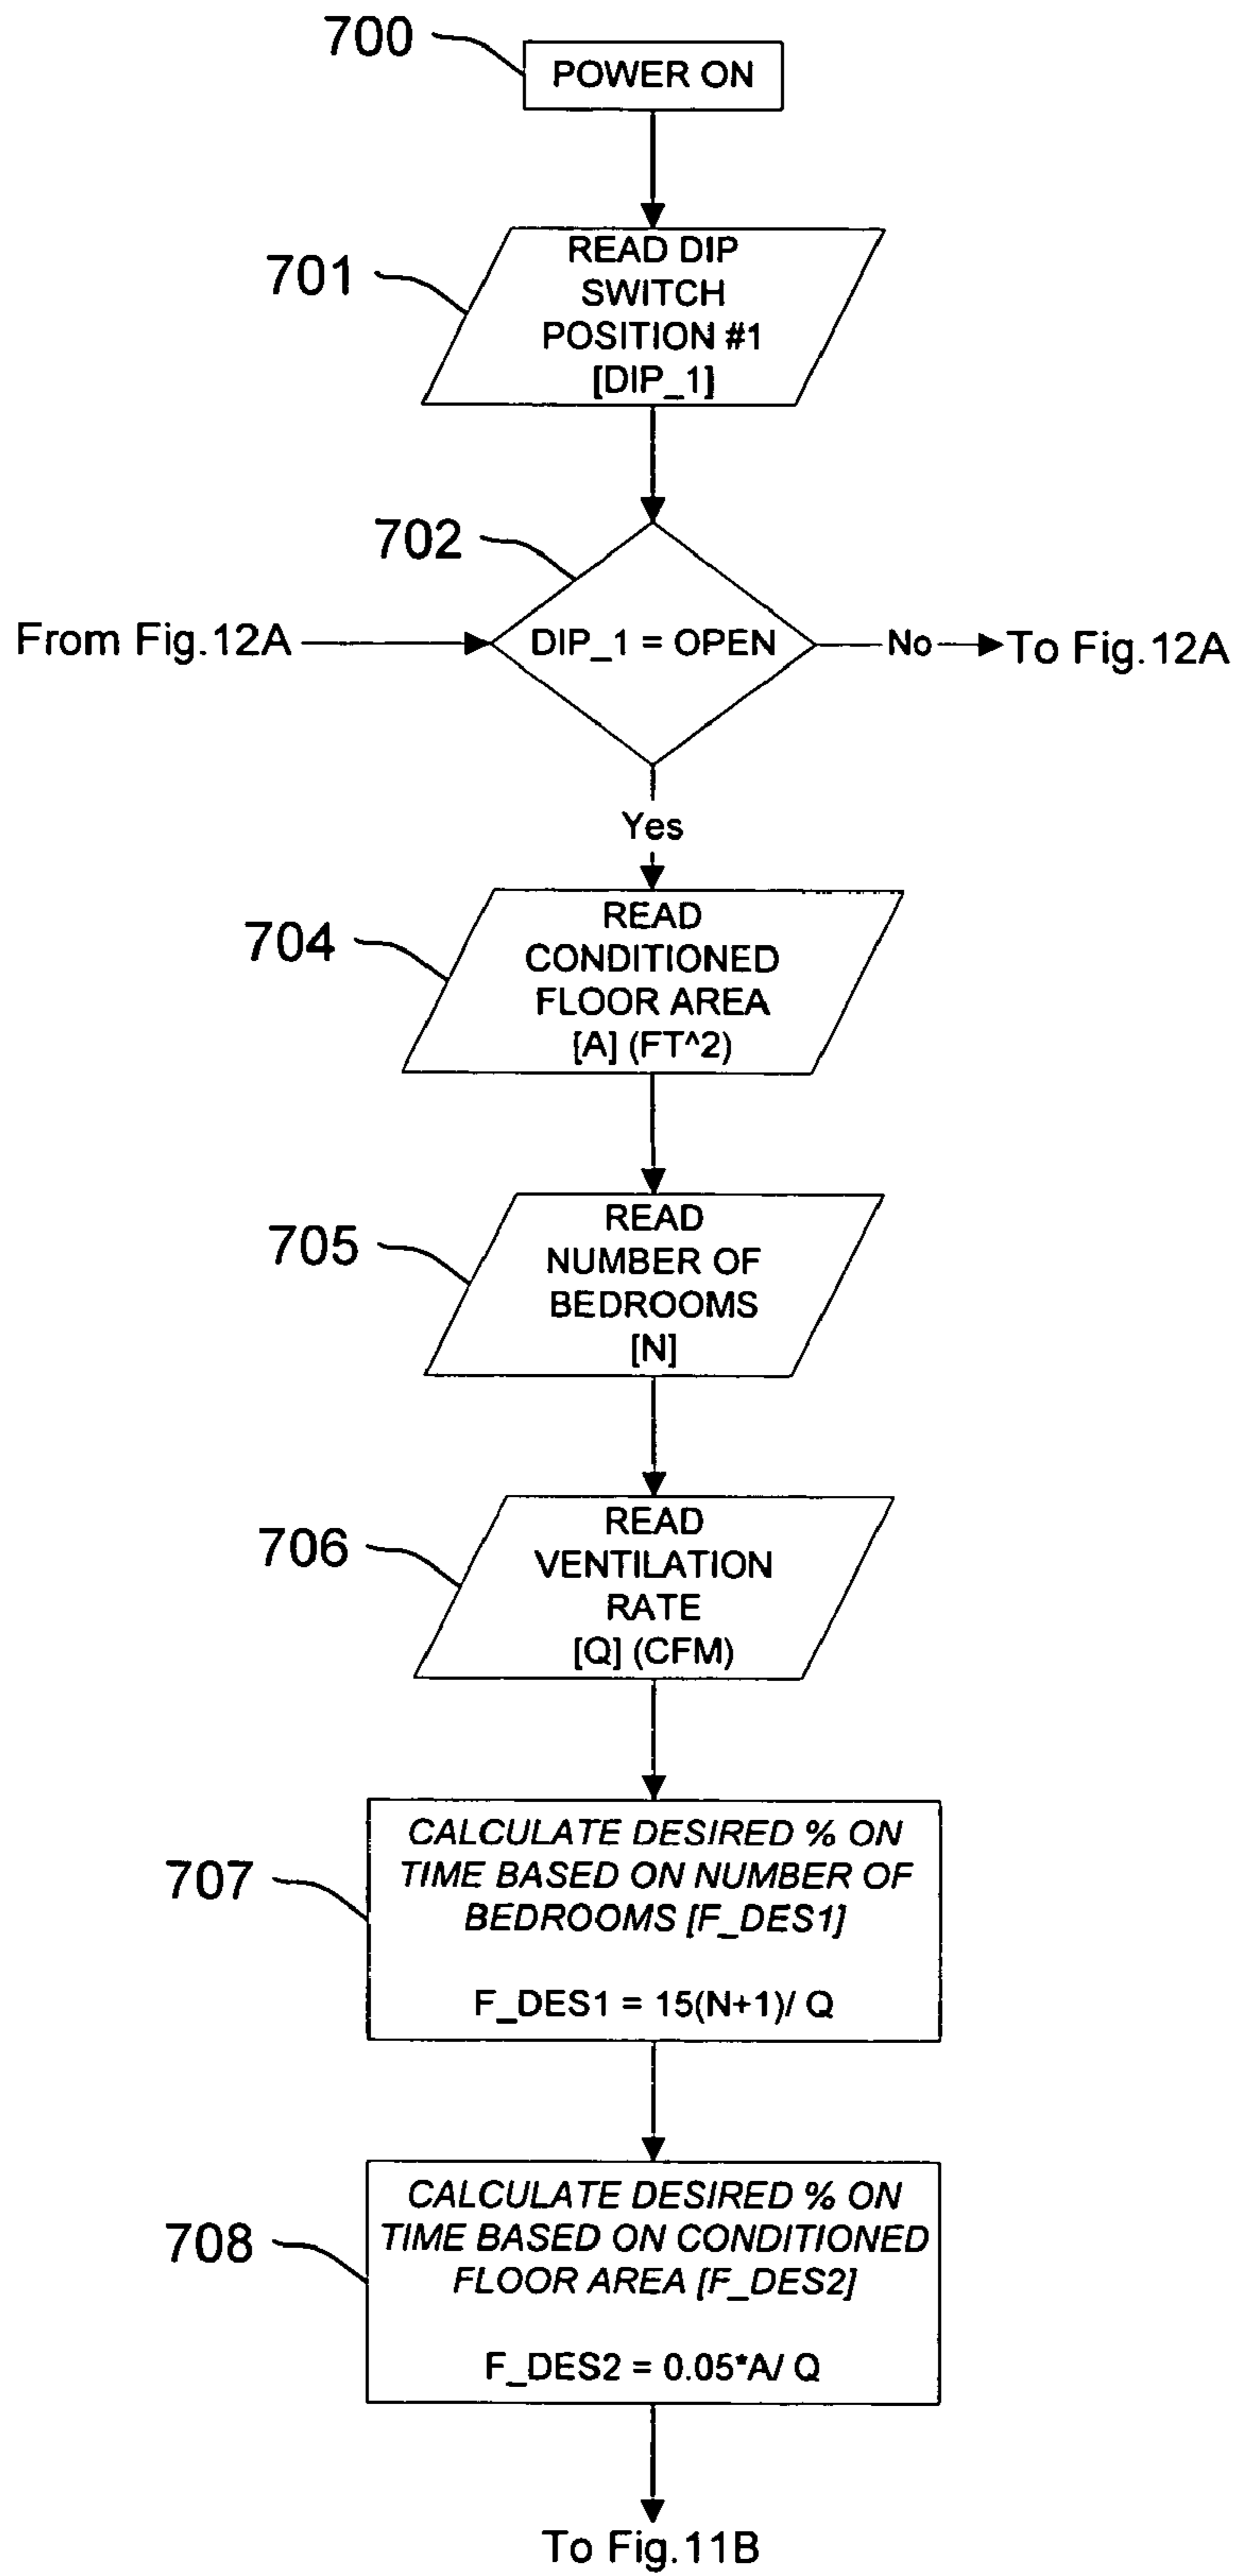 700
POWER ON
701
READ DIP
SWITCH
POSITION #1
[DIP_1]
702
From Fig.12A
DIP_1 = OPEN
No
To Fig.12A
Yes
704
READ
CONDITIONED
FLOOR AREA
[A] (FT^2)
705
READ
NUMBER OF
BEDROOMS
[N]
706
READ
VENTILATION
RATE
[Q] (CFM)
707
CALCULATE DESIRED % ON
TIME BASED ON NUMBER OF
BEDROOMS [F_DES1]
F_DES1 = 15(N+1)/ Q
708
CALCULATE DESIRED % ON
TIME BASED ON CONDITIONED
FLOOR AREA [F_DES2]
F_DES2 = 0.05*A/ Q
To Fig.11B